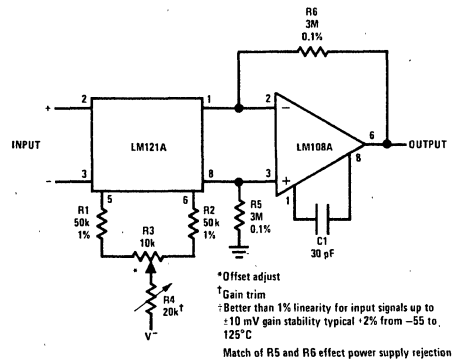 R6
3M
0.1%
2
1
2
−
+
INPUT
LM121A
LM108A
6
OUTPUT
8
−
3
8
3
+
5
6
1
R1
50k
1%
R3
10k
R2
50k
1%
R5
3M
0.1%
C1
30 pF
*
R4
20k†
V−
*Offset adjust
†Gain trim
‡Better than 1% linearity for input signals up to
±10 mV gain stability typical +2% from −55 to
125°C
Match of R5 and R6 effect power supply rejection